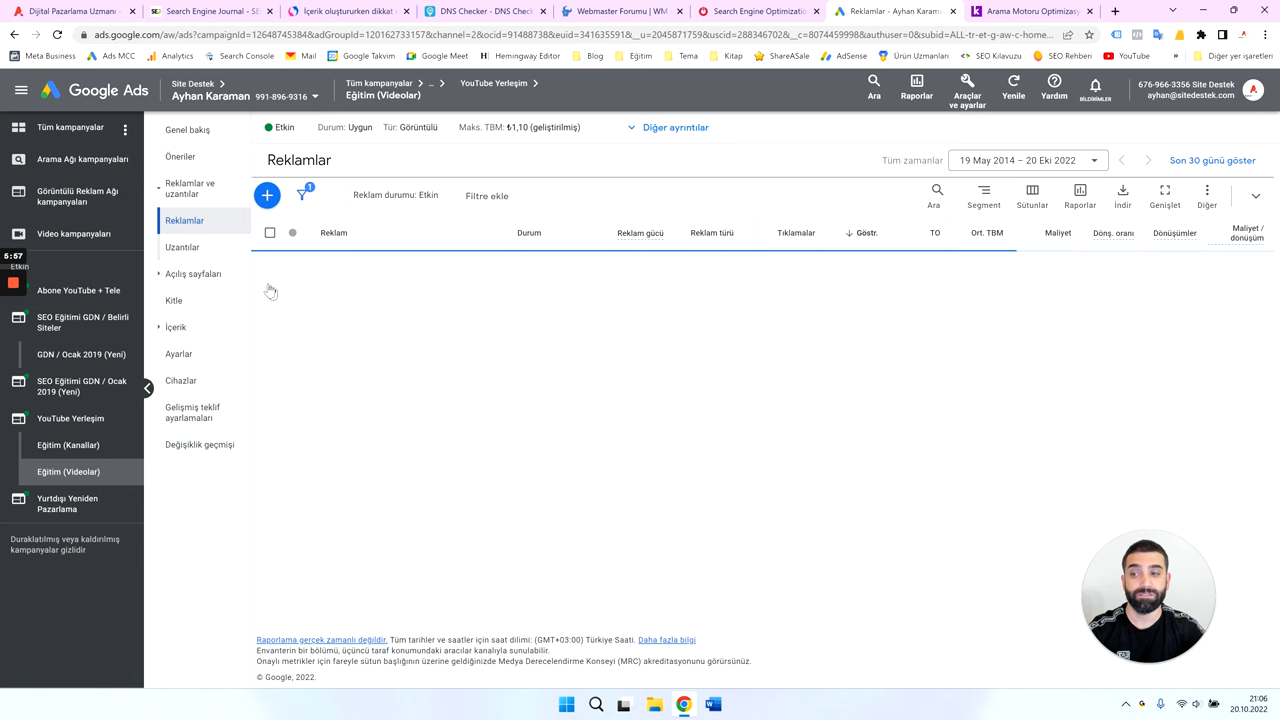 Dijital Pazarlama Uzmanı -
Search Engine Journal -
İçerik oluştururken dikkat
DNS Checker - DNS Check
Webmaster Forumu | WM
Search Engine Optimization
Reklamlar - Ayhan Karam
Arama Motoru Optimizasy
ads.google.com/aw/ads?campaignId=12648745384&adGroupId=120162733157&channel=2&ocid=91488738&euid=341635591&__u=2045871759&uscid=288346702&__c=8074459998&authuser=0&subid=ALL-tr-et-g-aw-c-home...
Meta Business
Ads MCC
Analytics
Search Console
Google Takvim
Google Meet
Hemingway Editor
Blog
Eğitim
Tema
Kitap
ShareASale
AdSense
Ürün Uzmanları
SEO Kılavuzu
SEO Rehberi
YouTube
»
Diğer yer işaretleri
Google Ads
Site Destek
Ayhan Karaman 991-896-9316
Tüm kampanyalar ... YouTube Yerleşim
Eğitim (Videolar)
Ara
Raporlar
Araçlar
ve ayarlar
Yenile
Yardım
BİLDİRİMLER
676-966-3356 Site Destek
ayhan@sitedestek.com
Tüm kampanyalar
Arama Ağı kampanyaları
Görüntülü Reklam Ağı
kampanyaları
Video kampanyaları
5:57
Etkin
Abone YouTube + Tele
SEO Eğitimi GDN / Belirli
Siteler
GDN / Ocak 2019 (Yeni)
SEO Eğitimi GDN / Ocak
2019 (Yeni)
YouTube Yerleşim
Eğitim (Kanallar)
Eğitim (Videolar)
Yurtdışı Yeniden
Pazarlama
Duraklatılmış veya kaldırılmış
kampanyalar gizlidir
Genel bakış
Öneriler
Reklamlar ve
uzantılar
Reklamlar
Uzantılar
Açılış sayfaları
Kitle
İçerik
Ayarlar
Cihazlar
Gelişmiş teklif
ayarlamaları
Değişiklik geçmişi
Etkin Durum: Uygun Tür: Görüntülü Maks. TBM: ₺1,10 (geliştirilmiş) Diğer ayrıntılar
Reklamlar
Tüm zamanlar 19 May 2014 – 20 Eki 2022 Son 30 günü göster
1
Reklam durumu: Etkin Filtre ekle
Ara
Segment
Sütunlar
Raporlar
İndir
Genişlet
Diğer
Reklam
Durum
Reklam gücü
Reklam türü
Tıklamalar
Göstr.
TO
Ort. TBM
Maliyet
Dönş. oranı
Dönüşümler
Maliyet /
dönüşüm
Raporlama gerçek zamanlı değildir. Tüm tarihler ve saatler için saat dilimi: (GMT+03:00) Türkiye Saati. Daha fazla bilgi
Envanterin bir bölümü, üçüncü taraf konumundaki aracılar kanalıyla sunulabilir.
Onaylı metrikler için fareyle sütun başlığının üzerine geldiğinizde Medya Derecelendirme Konseyi (MRC) akreditasyonunu görürsünüz.
© Google, 2022.
21:06
20.10.2022